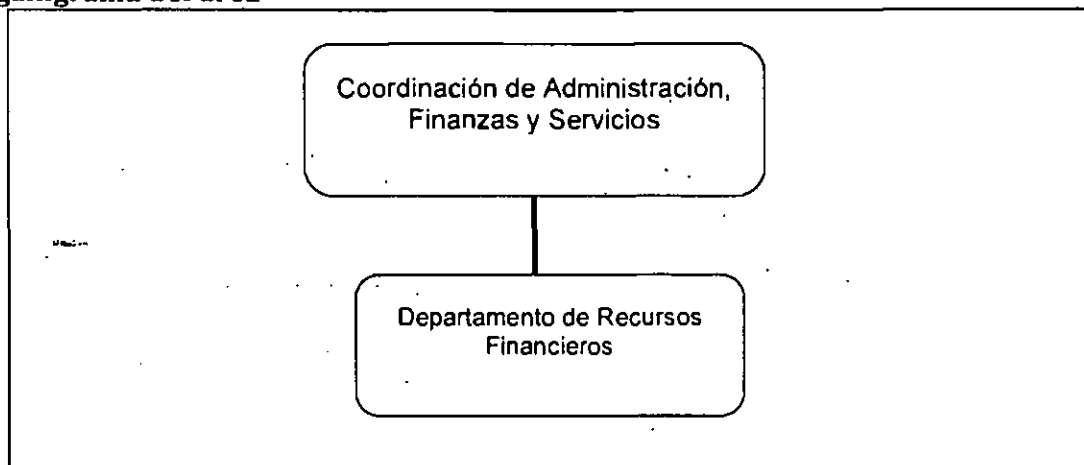 Coordinación de Administración,
Finanzas y Servicios
Departamento de Recursos
Financieros